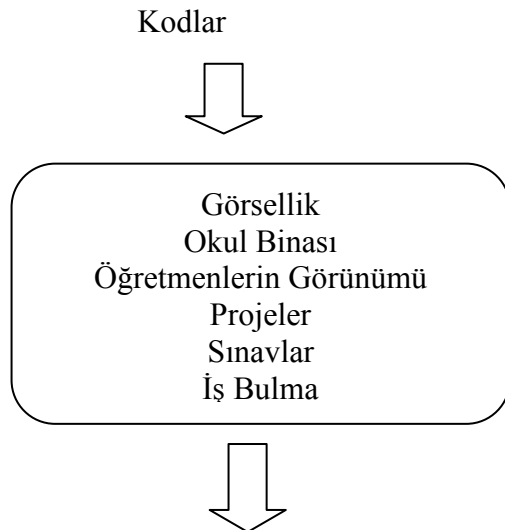 Kodlar
Görsellik
Okul Binası
Öğretmenlerin Görünümü
Projeler
Sınavlar
İş Bulma